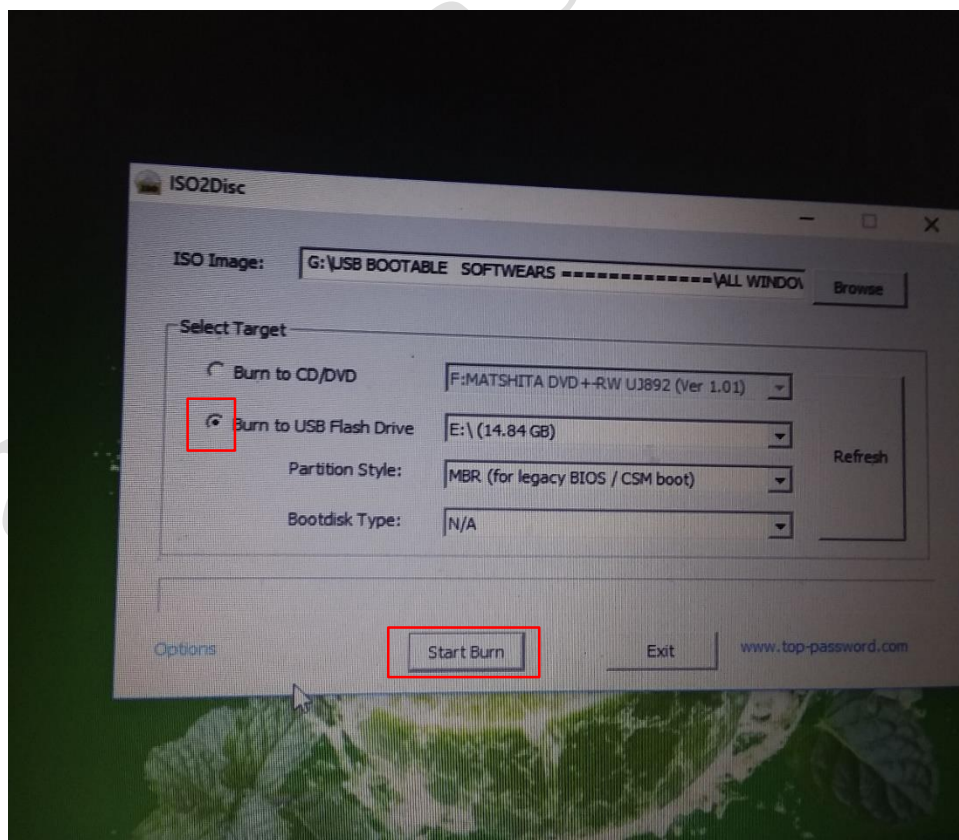 ISO2Disc
ISO Image: G:\USB BOOTABLE SOFTWEARS =============\ALL WINDOV Browse
Select Target
Burn to CD/DVD F:MATSHITA DVD+-RW UJ892 (Ver 1.01)
Burn to USB Flash Drive E:\ (14.84 GB)
Refresh
Partition Style: MBR (for legacy BIOS / CSM boot)
Bootdisk Type: N/A
Options Start Burn Exit www.top-password.com